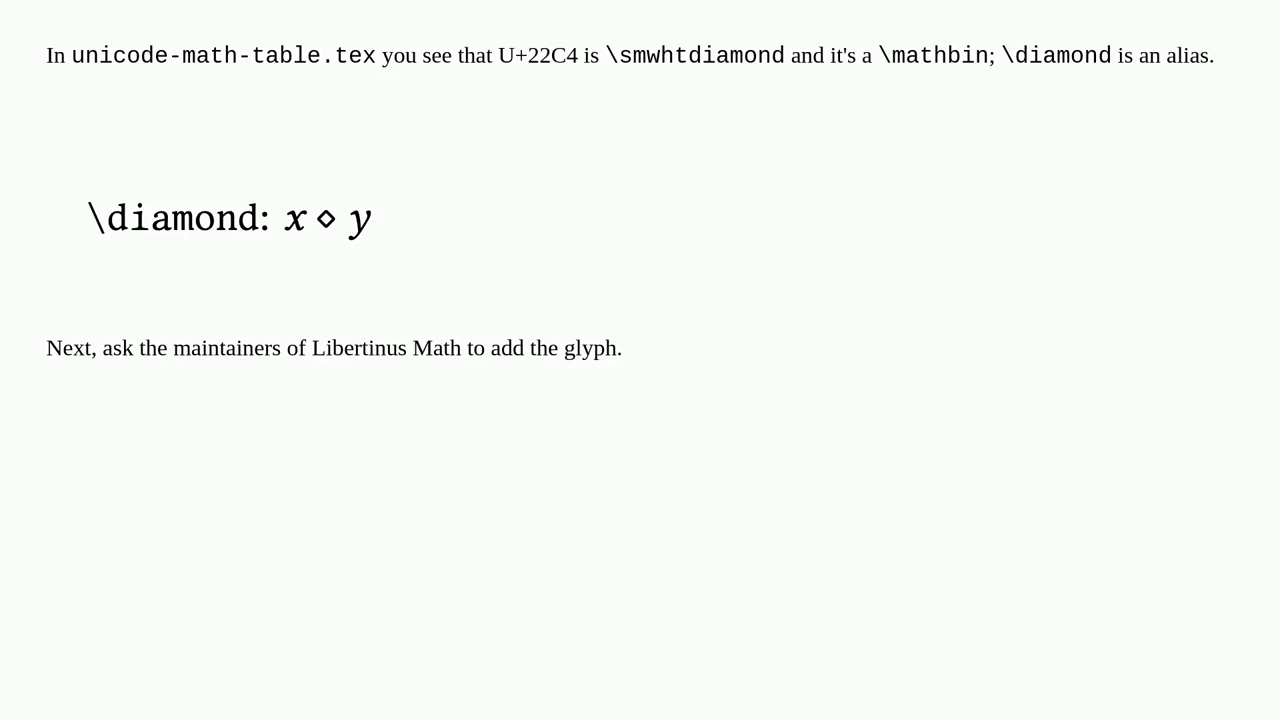 In unicode-math-table.tex you see that U+22C4 is \smwhtdiamond and it's a \mathbin; \diamond is an alias.
\diamond: x ⋄ y
Next, ask the maintainers of Libertinus Math to add the glyph.